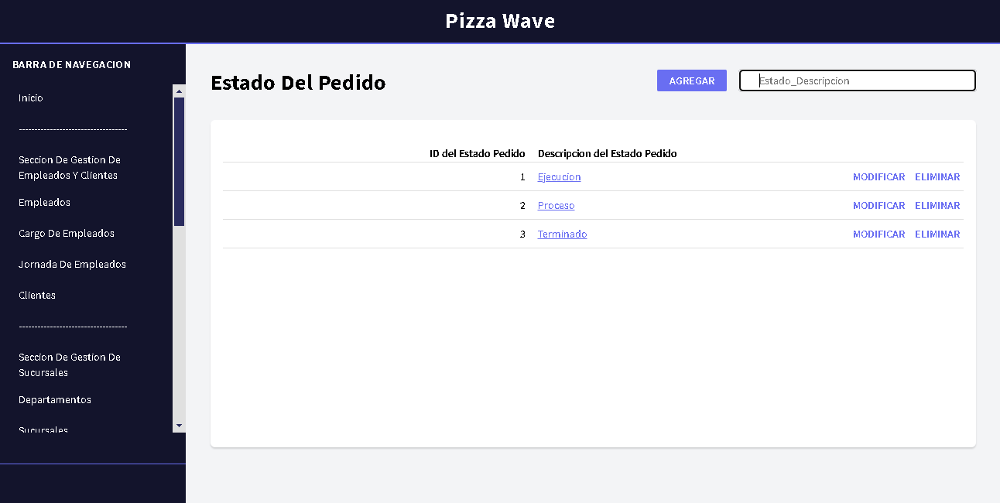 Pizza Wave
BARRA DE NAVEGACION
Inicio
-----------------------------------
Seccion De Gestion De
Empleados Y Clientes
Empleados
Cargo De Empleados
Jornada De Empleados
Clientes
-----------------------------------
Seccion De Gestion De
Sucursales
Departamentos
Sucursales
Estado Del Pedido
AGREGAR
Estado_Descripcion
ID del Estado Pedido Descripcion del Estado Pedido
1 Ejecucion MODIFICAR ELIMINAR
2 Proceso MODIFICAR ELIMINAR
3 Terminado MODIFICAR ELIMINAR